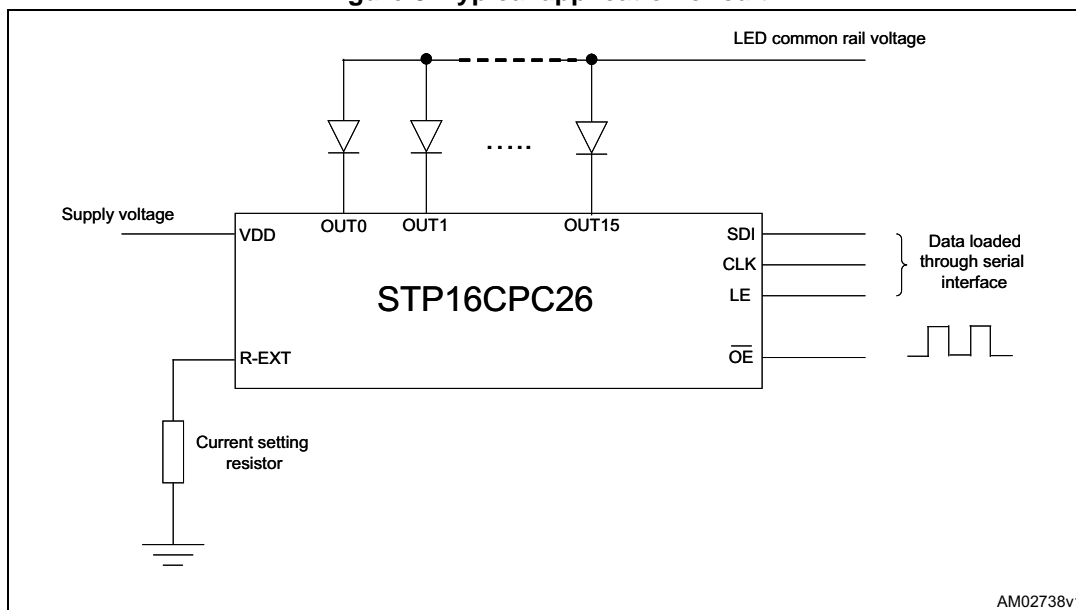 LED common rail voltage
.....
Supply voltage
VDD
OUT0
OUT1
OUT15
SDI
CLK
LE
Data loaded
through serial
interface
STP16CPC26
R-EXT
OE
Current setting
resistor